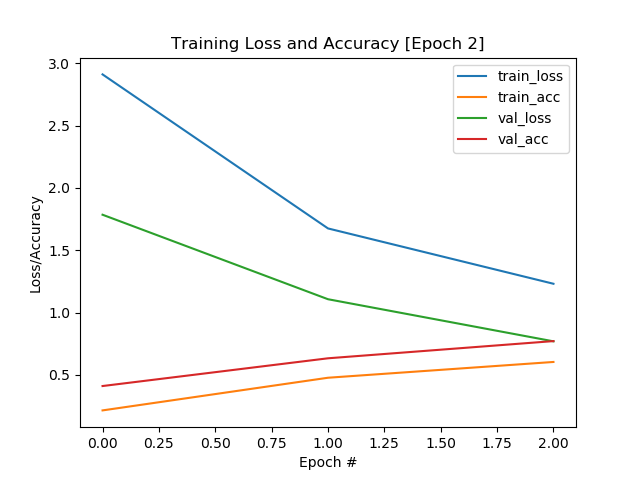 Training Loss and Accuracy [Epoch 2]
3.0
2.5
2.0
1.5
1.0
0.5
Loss/Accuracy
train_loss
train_acc
val_loss
val_acc
0.00 0.25 0.50 0.75 1.00 1.25 1.50 1.75 2.00
Epoch #